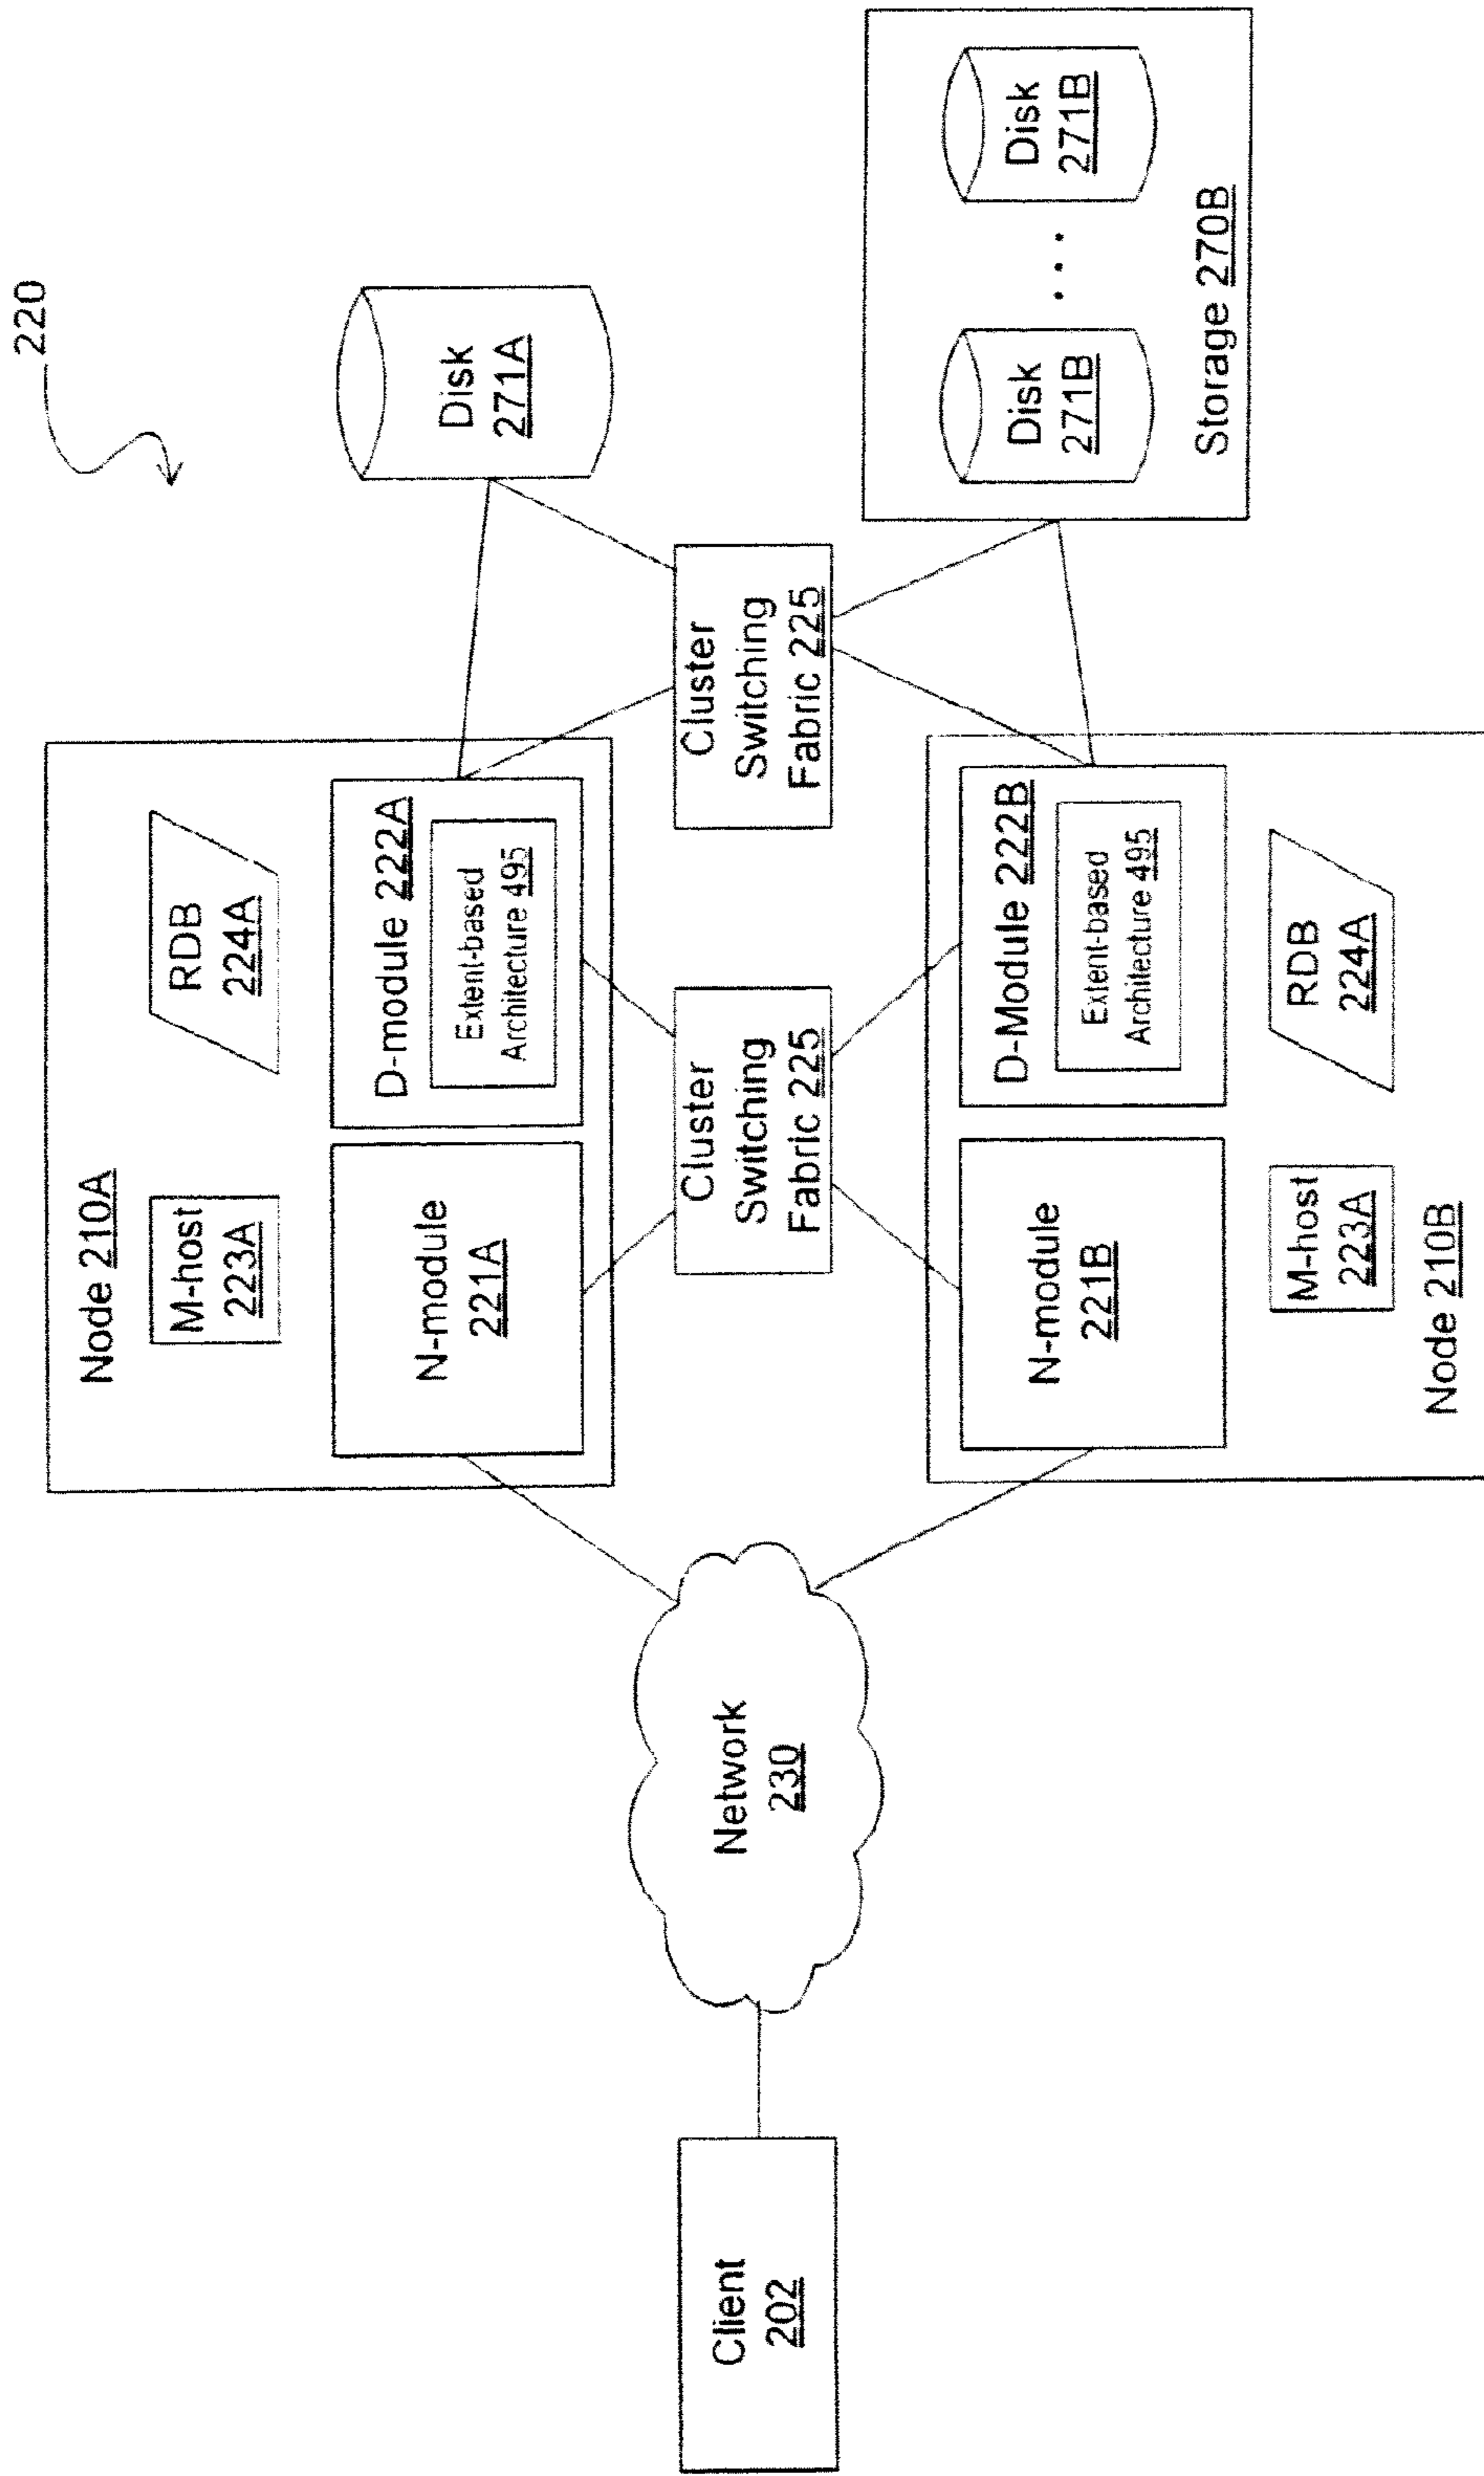 220
Node 210A
M-host
223A
RDB
224A
N-module
221A
D-module 222A
Extent-based
Architecture 495
Disk
271A
Client
202
Network
230
Cluster
Switching
Fabric 225
Cluster
Switching
Fabric 225
N-module
221B
D-Module 222B
Extent-based
Architecture 495
M-host
223A
RDB
224A
Node 210B
Disk
271B
...
Disk
271B
Storage 270B